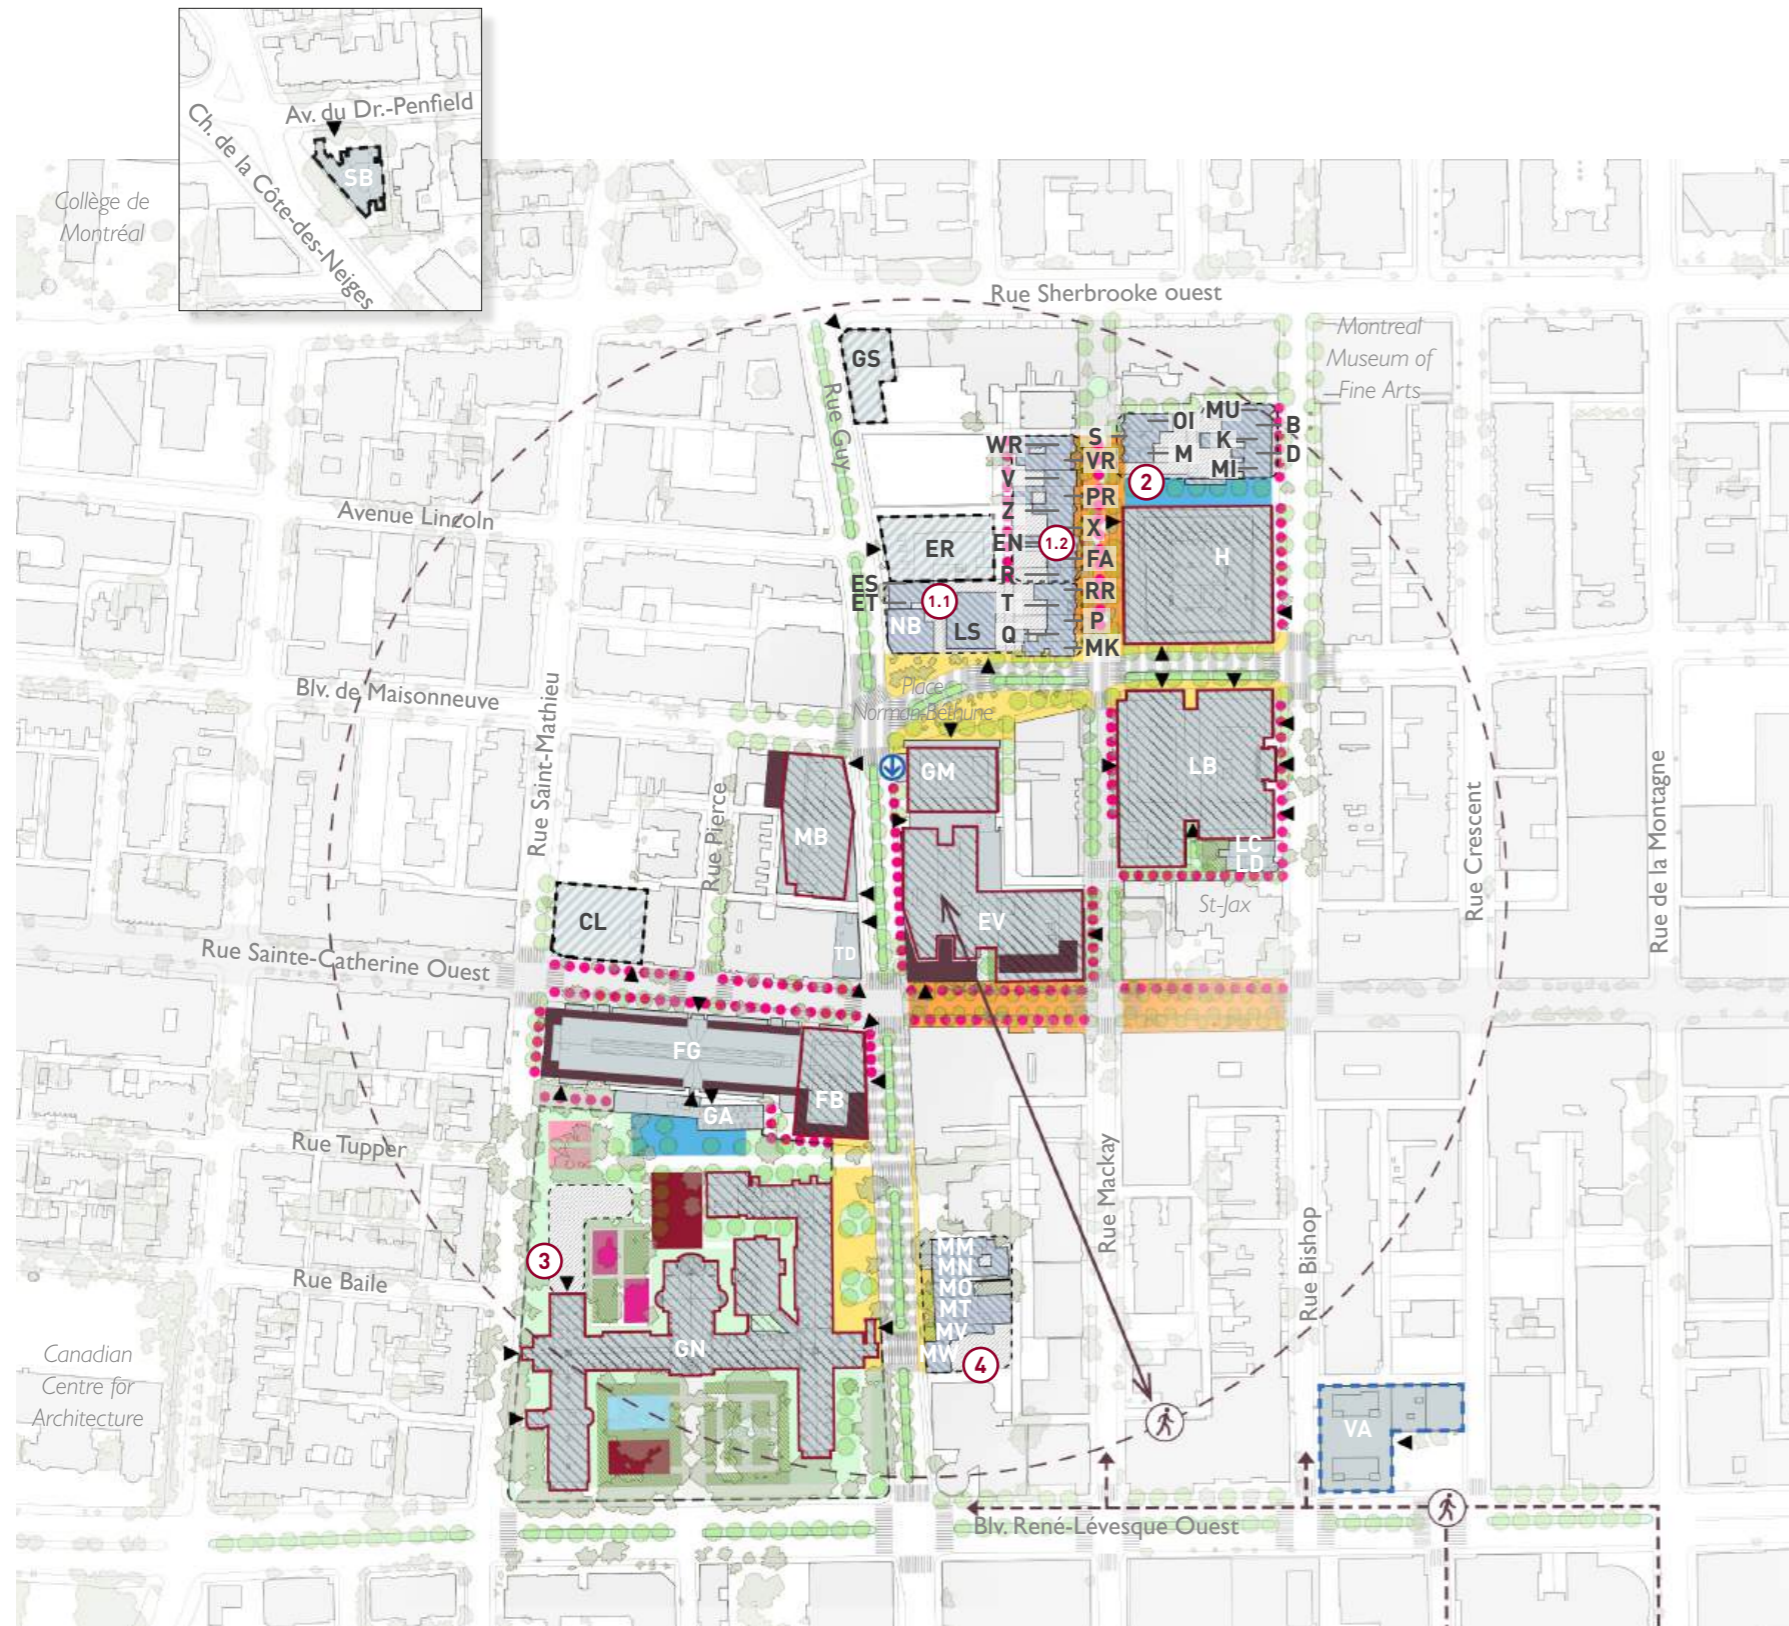 Av. du Dr.-Penfield
Ch. de la Côte-des-Neiges
SB
Collège de
Montréal
Rue Sherbrooke ouest
Montreal
Museum of
Fine Arts
GS
Rue Guy
MU
OI
B
K
M
D
MI
S
WR
VR
V
2
PR
Z
X
EN
1.2
FA
H
ER
R
Avenue Lincoln
ES
ET
1.1
RR
T
P
NB
LS
Q
MK
Blv. de Maisonneuve
Rue Saint-Mathieu
Place
Norman-Bethune
GM
LB
Rue Pierce
MB
LC
LD
Rue Crescent
Rue de la Montagne
CL
EV
St-Jax
TD
Rue Sainte-Catherine Ouest
FG
FB
GA
Rue Tupper
Rue Mackay
Rue Bishop
3
MM
MN
MO
MT
MV
MW
4
Rue Baile
GN
Canadian
Centre for
Architecture
VA
Blv. René-Lévesque Ouest